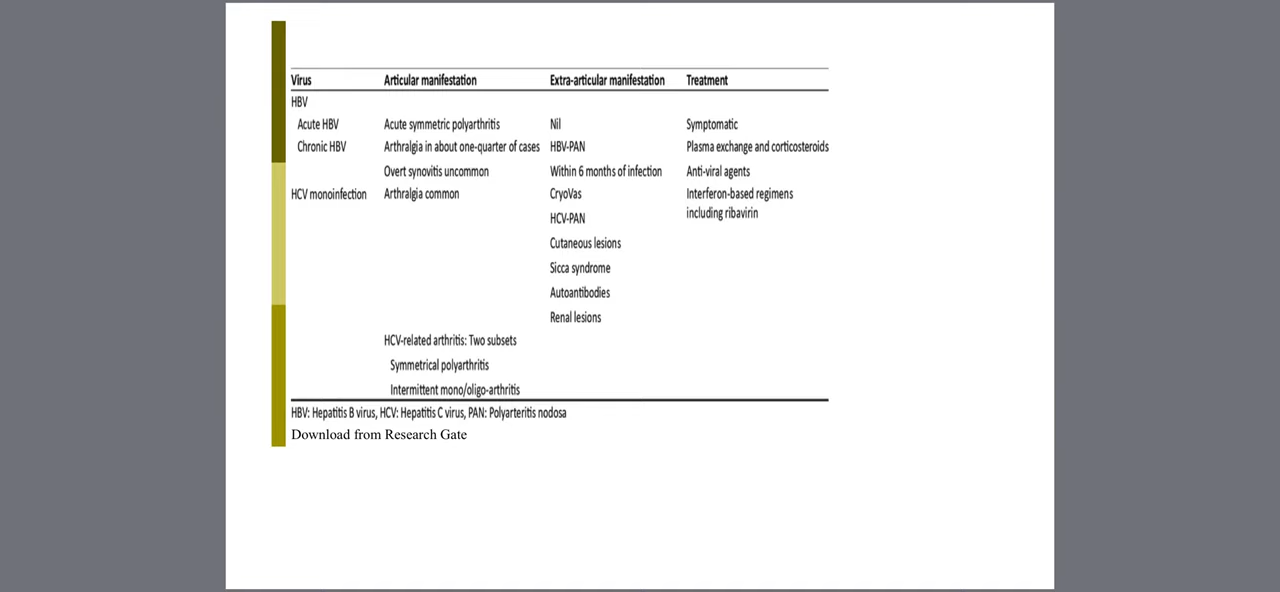 Virus Articular manifestation Extra-articular manifestation Treatment
HBV
Acute HBV Acute symmetric polyarthritis Nil Symptomatic
Chronic HBV Arthralgia in about one-quarter of cases HBV-PAN Plasma exchange and corticosteroids
Overt synovitis uncommon Within 6 months of infection Anti-viral agents
HCV monoinfection Arthralgia common CryoVas Interferon-based regimens
including ribavirin
HCV-PAN
Cutaneous lesions
Sicca syndrome
Autoantibodies
Renal lesions
HCV-related arthritis: Two subsets
Symmetrical polyarthritis
Intermittent mono/oligo-arthritis
HBV: Hepatitis B virus, HCV: Hepatitis C virus, PAN: Polyarteritis nodosa
Download from Research Gate